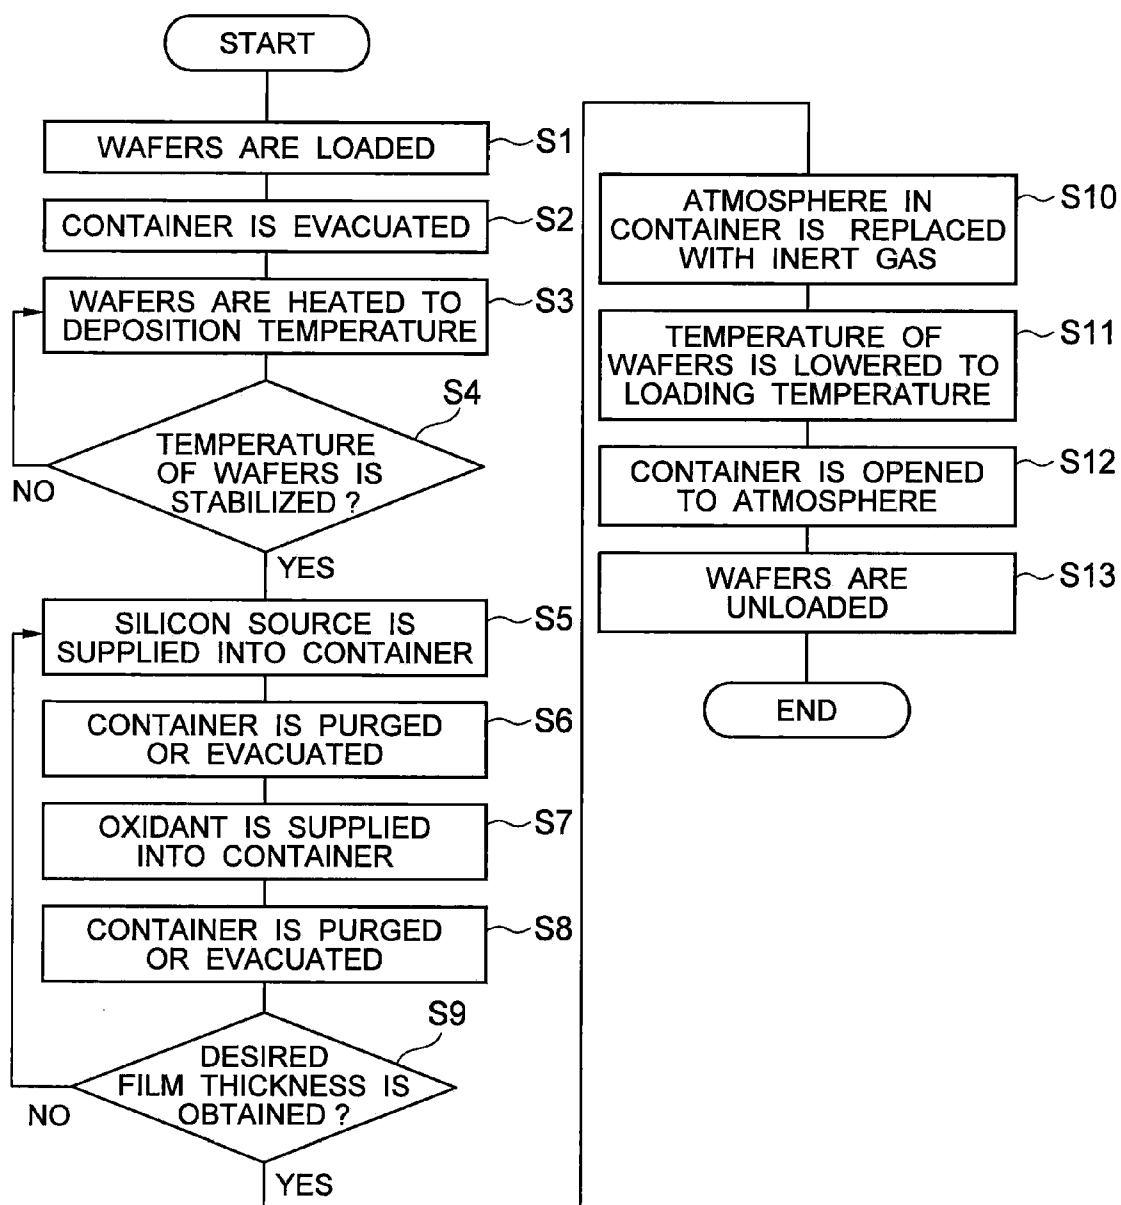 START
WAFERS ARE LOADED
S1
CONTAINER IS EVACUATED
S2
WAFERS ARE HEATED TO
DEPOSITION TEMPERATURE
S3
S4
TEMPERATURE
OF WAFERS IS
STABILIZED ?
NO
YES
SILICON SOURCE IS
SUPPLIED INTO CONTAINER
S5
CONTAINER IS PURGED
OR EVACUATED
S6
OXIDANT IS SUPPLIED
INTO CONTAINER
S7
CONTAINER IS PURGED
OR EVACUATED
S8
S9
DESIRED
FILM THICKNESS IS
OBTAINED ?
NO
YES
ATMOSPHERE IN
CONTAINER IS REPLACED
WITH INERT GAS
S10
TEMPERATURE OF
WAFERS IS LOWERED TO
LOADING TEMPERATURE
S11
CONTAINER IS OPENED
TO ATMOSPHERE
S12
WAFERS ARE
UNLOADED
S13
END